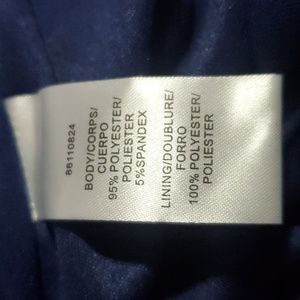 86110824
BODY/CORPS/
CUERPO
95% POLYESTER/
POLIESTER
5%SPANDEX
LINING/DOUBLURE/
FORRO
100% POLYESTER/
POLIESTER